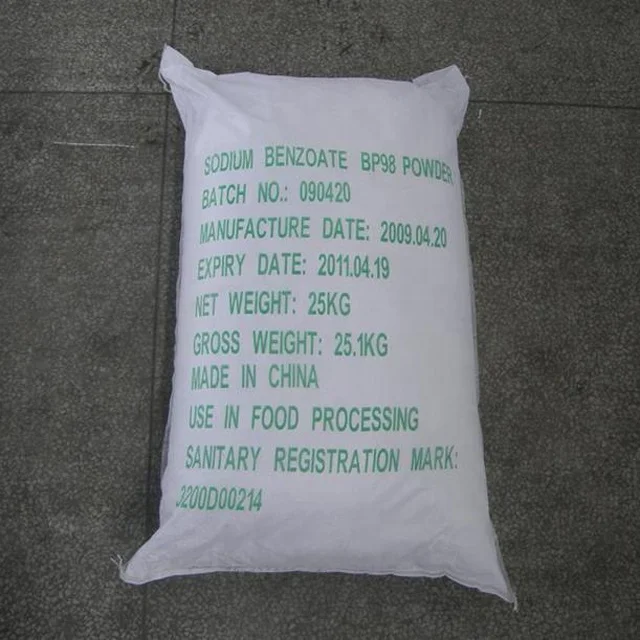 SODIUM BENZOATE BP98 POWDER
BATCH NO.: 090420
MANUFACTURE DATE: 2009.04.20
EXPIRY DATE: 2011.04.19
NET WEIGHT: 25KG
GROSS WEIGHT: 25.1KG
MADE IN CHINA
USE IN FOOD PROCESSING
SANITARY REGISTRATION MARK:
3200D00214